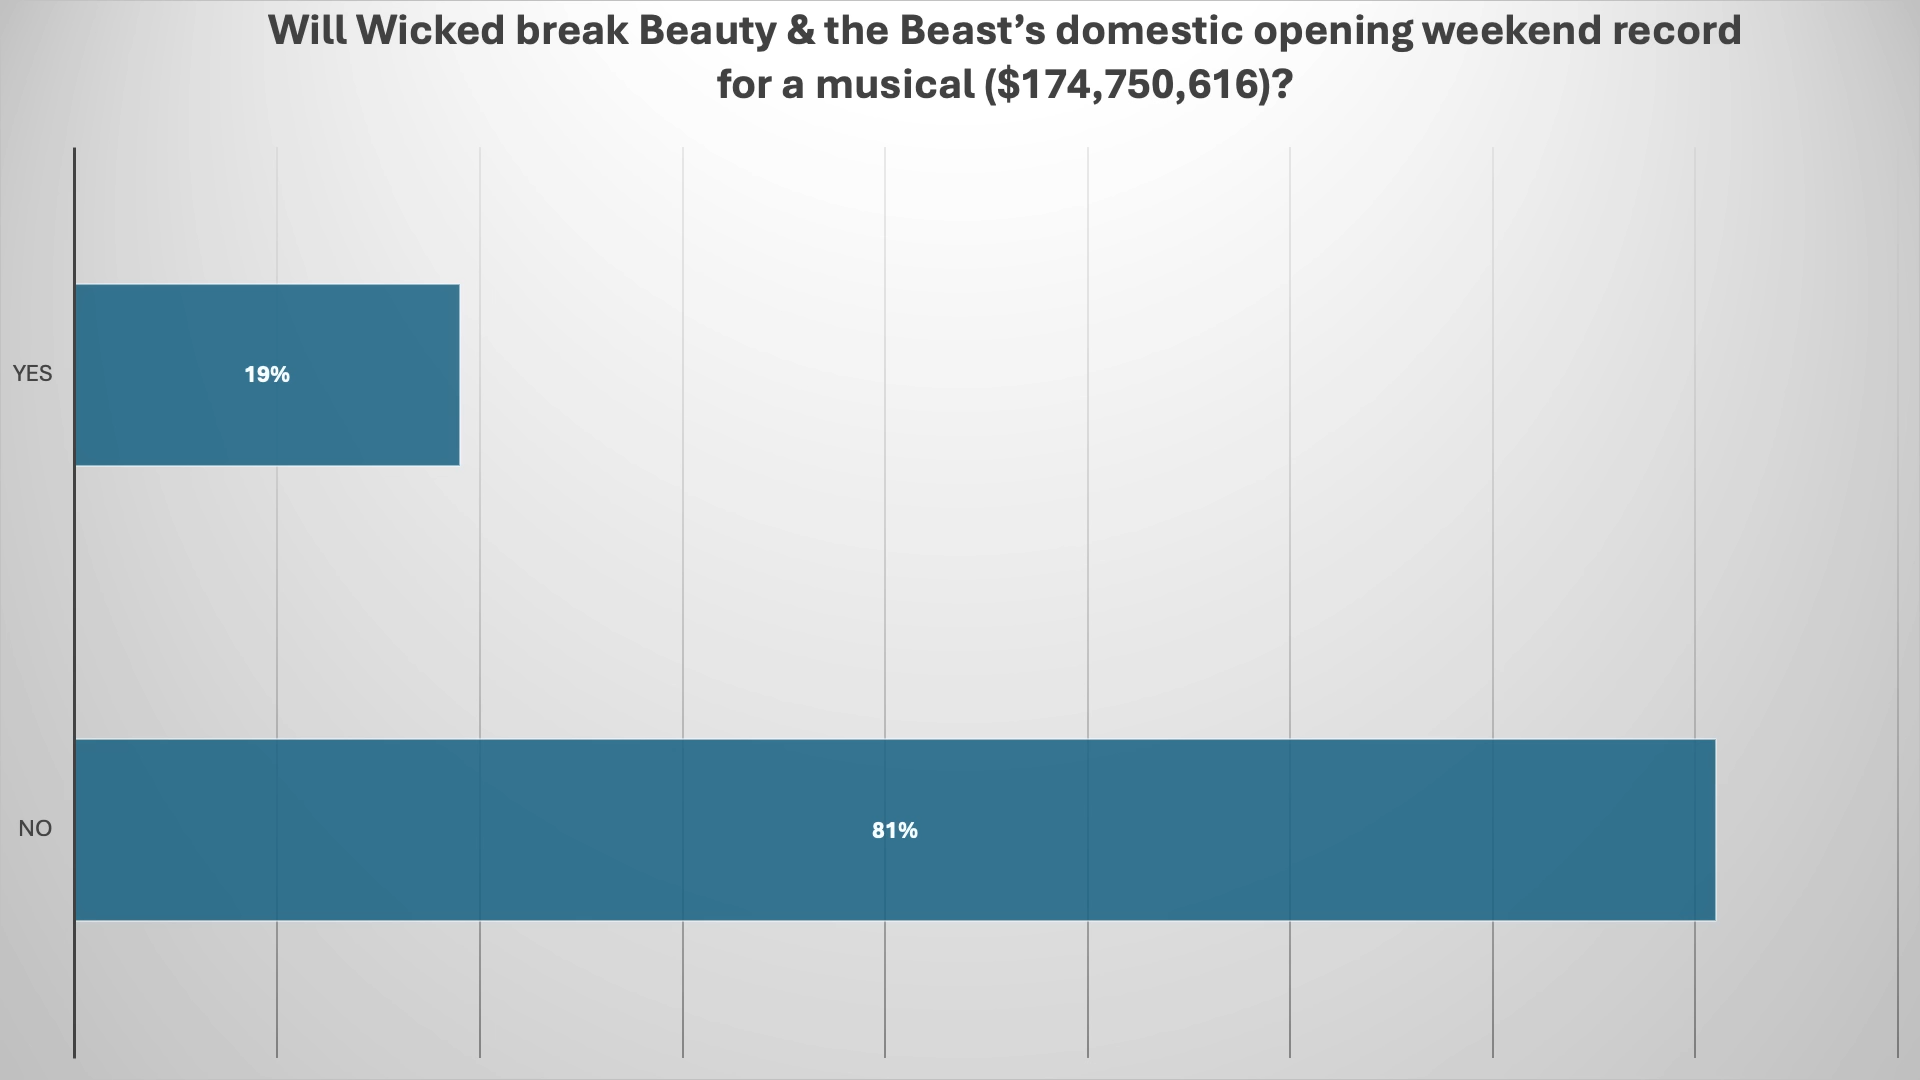 Will Wicked break Beauty & the Beast’s domestic opening weekend record
for a musical ($174,750,616)?
YES
19%
NO
81%